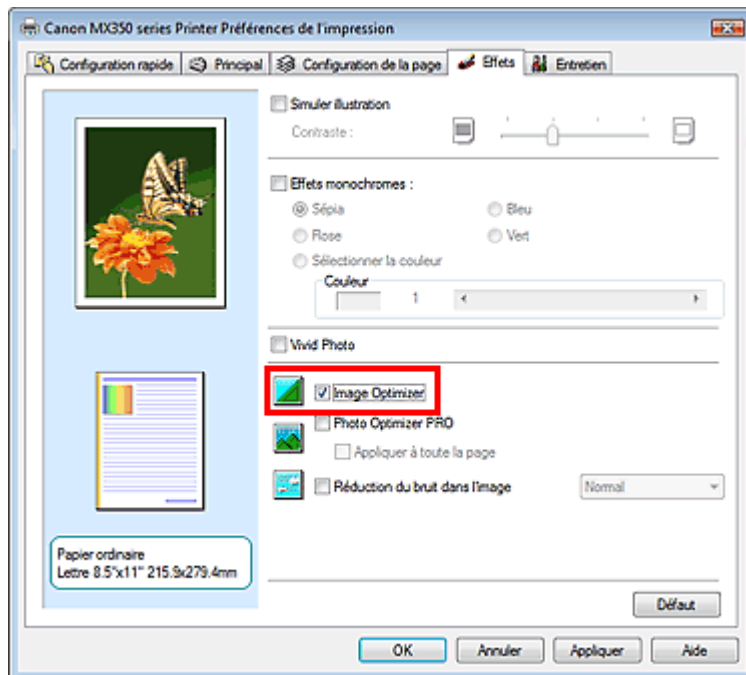 Canon MX350 series Printer Préférences de l'impression
Configuration rapide Principal Configuration de la page Effets Entretien
Simuler illustration
Contraste :
Effets monochromes :
Sépia Bleu
Rose Vert
Sélectionner la couleur
Couleur
1
Vivid Photo
Image Optimizer
Photo Optimizer PRO
Appliquer à toute la page
Réduction du bruit dans l'image Normal
Papier ordinaire
Lettre 8.5"x11" 215.9x279.4mm
Défaut
OK Annuler Appliquer Aide